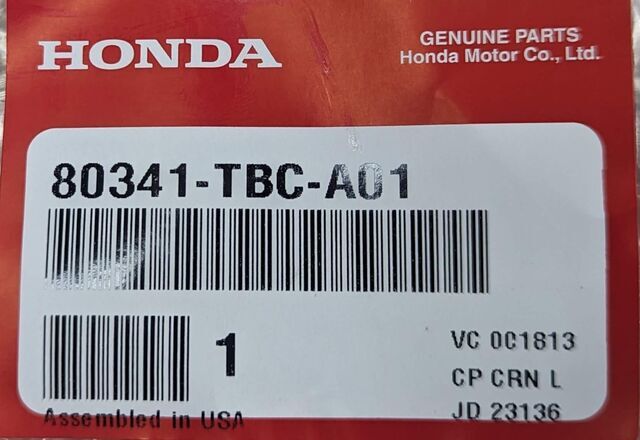 HONDA
GENUINE PARTS
Honda Motor Co., Ltd.
80341-TBC-A01
1
VC 001813
CP CRN L
JD 23136
Assembled in USA